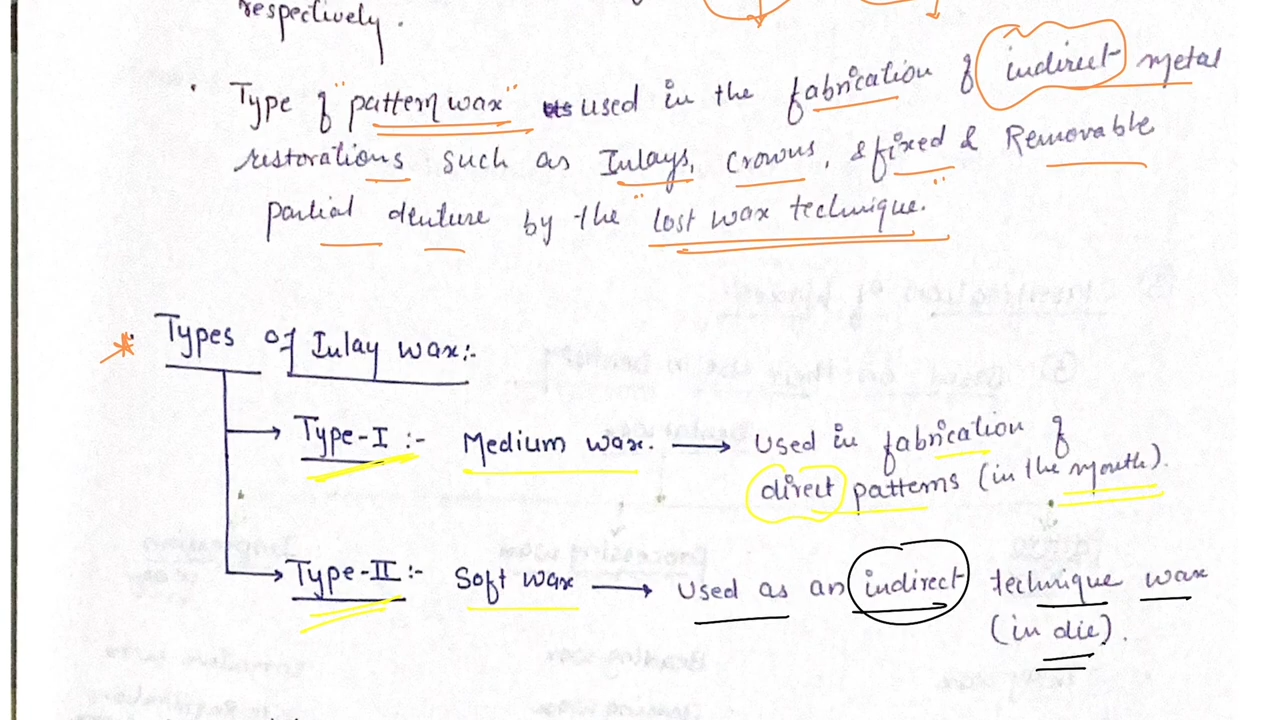 respectively.
• Type of "pattern wax" used in the fabrication of indirect metal
restorations such as Inlays, Crowns, & fixed & Removable
partial denture by the "lost wax technique."
* Types of Inlay wax:-
Type-I :- Medium wax. → Used in fabrication of
direct patterns (in the mouth).
Type-II :- Soft wax → Used as an indirect technique wax
(in die).